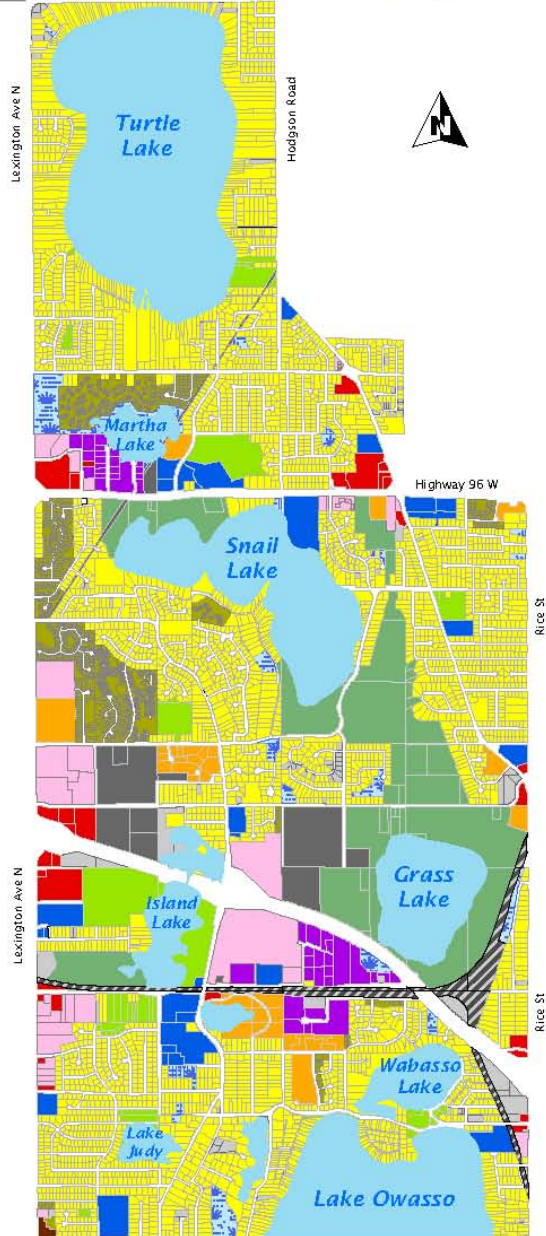 Lexington Ave N
Hodgson Road
N
Turtle
Lake
Martha
Lake
Highway 96 W
Snail
Lake
Rice St
Grass
Lake
Island
Lake
Lexington Ave N
Rice St
Wabasso
Lake
Lake
Judy
Lake Owasso